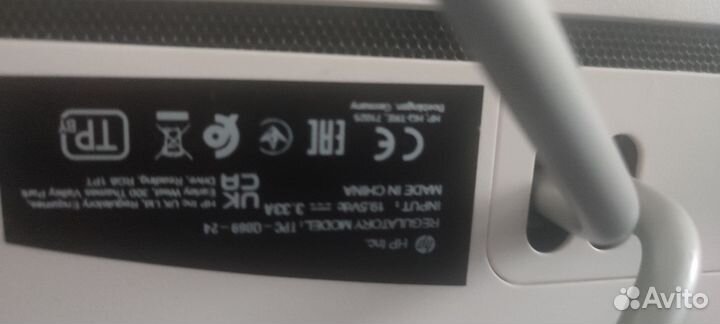 hp HP Inc.
REGULATORY MODEL: TPC-Q069-24
INPUT: 19.5Vdc 3.33A
MADE IN CHINA
UK CA
HP Inc UK Ltd, Regulatory Enquiries,
Earley West, 300 Thames Valley Park
Drive, Reading, RG6 1PT
CE
EAC
TP
BY
HP, HQ-TRE, 71025
Boeblingen, Germany
Avito